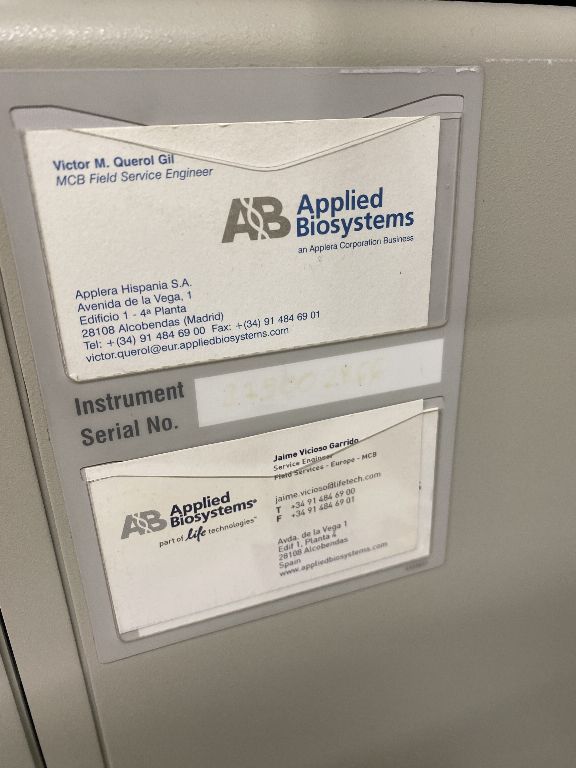 Victor M. Querol Gil
MCB Field Service Engineer
AB Applied
Biosystems
an Applera Corporation Business
Applera Hispania S.A.
Avenida de la Vega, 1
Edificio 1 - 4ª Planta
28108 Alcobendas (Madrid)
Tel: +(34) 91 484 69 00 Fax: +(34) 91 484 69 01
victor.querol@eur.appliedbiosystems.com
Instrument
Serial No.
Jaime Vicioso Garrido
Service Engineer
Field Services - Europe - MCB
AB Applied
Biosystems®
part of life technologies™
jaime.vicioso@lifetech.com
T +34 91 484 69 00
F +34 91 484 69 01
Avda. de la Vega 1
Edif 1, Planta 4
28108 Alcobendas
Spain
www.appliedbiosystems.com